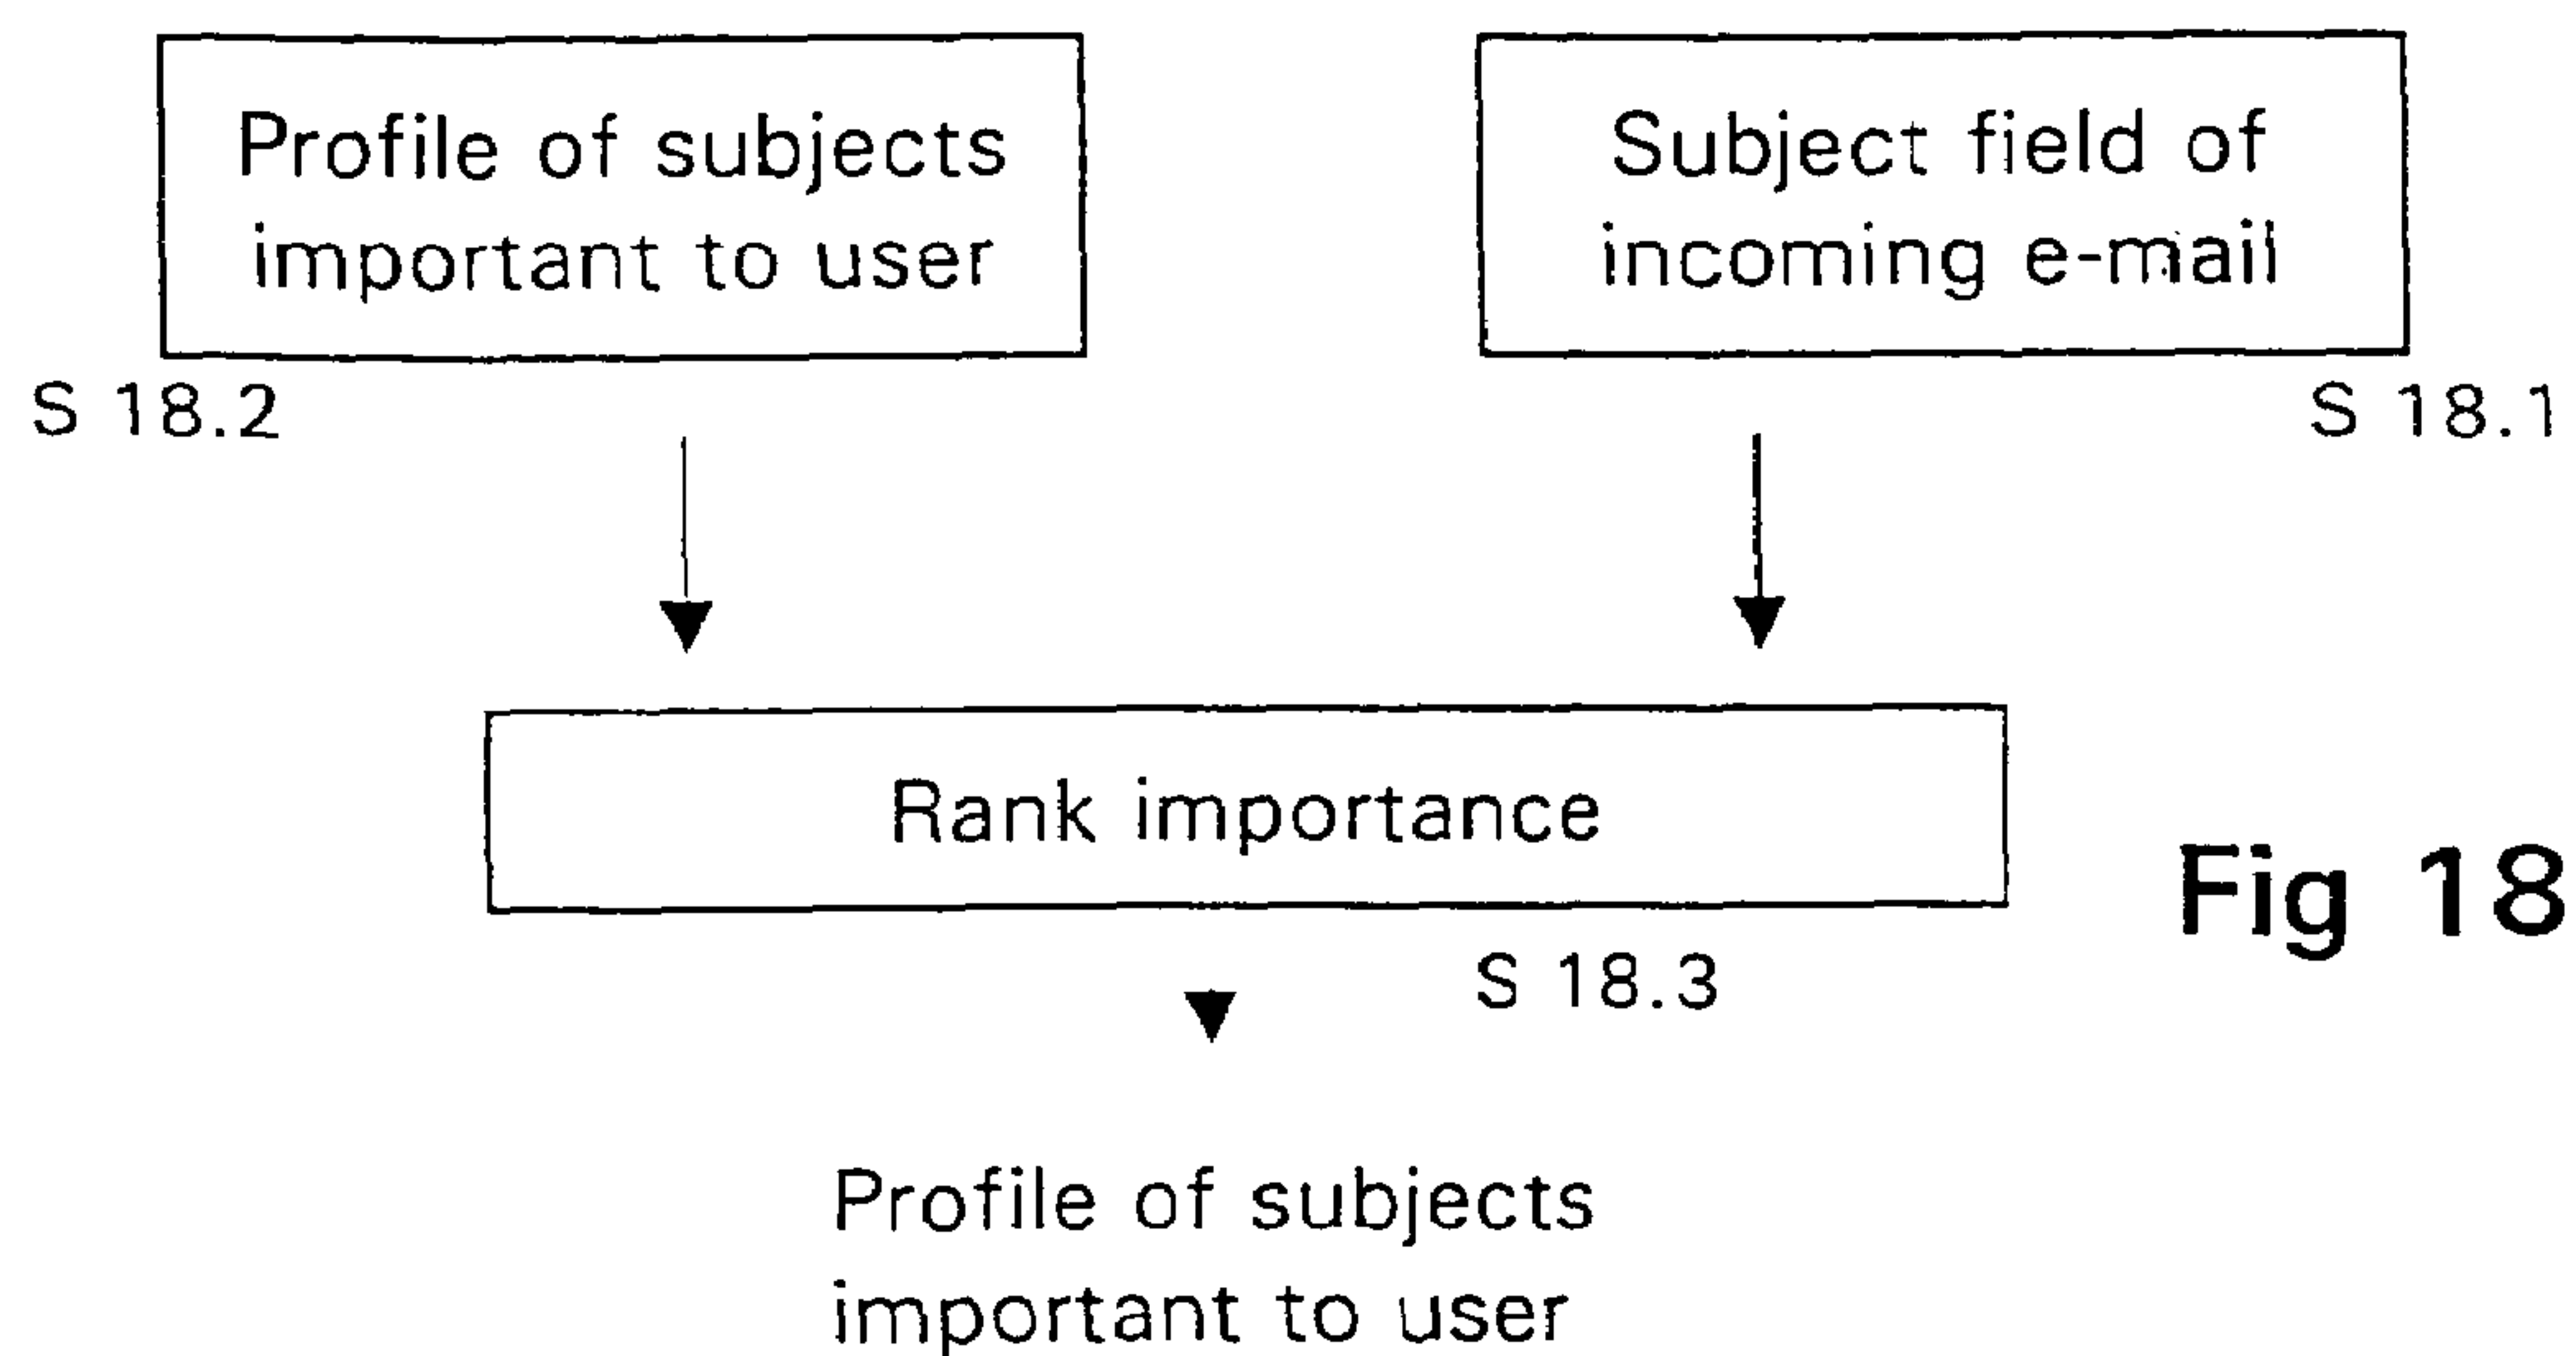 Profile of subjects
important to user
S 18.2
Subject field of
incoming e-mail
S 18.1
Rank importance
S 18.3
Fig 18
Profile of subjects
important to user